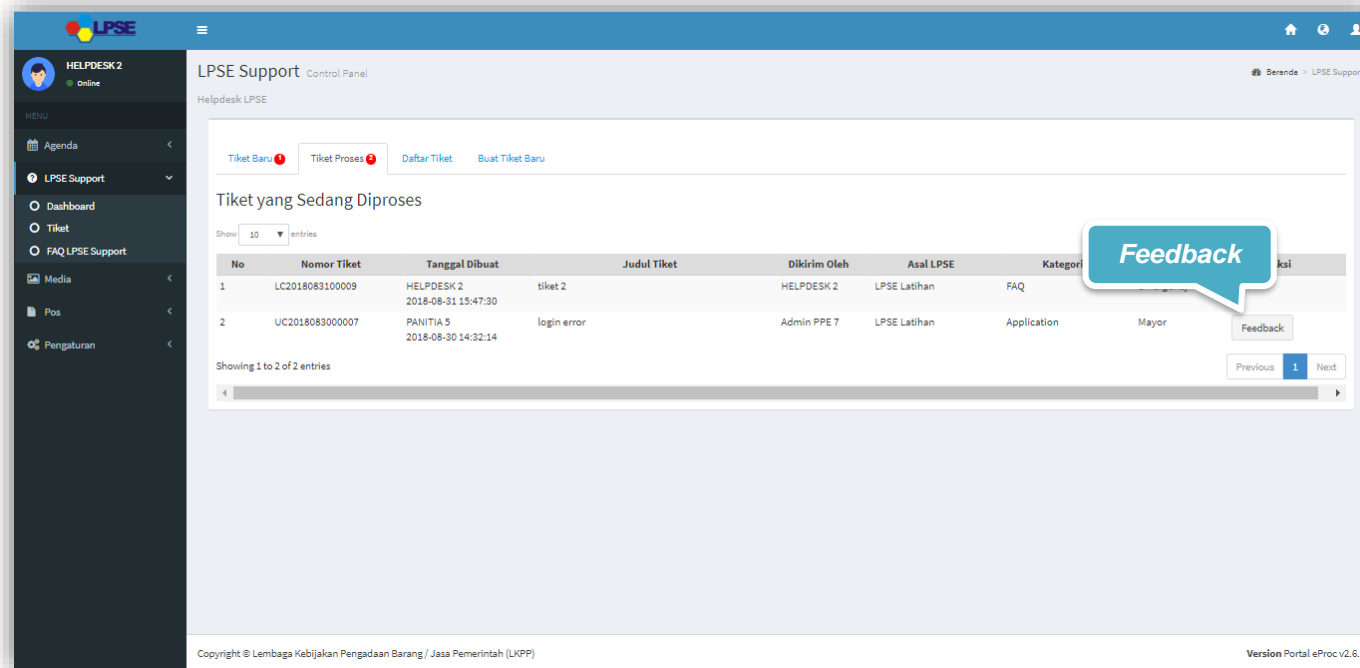 LPSE
HELPDESK 2
Online
MENU
Agenda
LPSE Support
Dashboard
Tiket
FAQ LPSE Support
Media
Pos
Pengaturan
LPSE Support Control Panel
Beranda > LPSE Suppor
Helpdesk LPSE
Tiket Baru 1 Tiket Proses 2 Daftar Tiket Buat Tiket Baru
Tiket yang Sedang Diproses
Show 10 entries
Feedback
No Nomor Tiket Tanggal Dibuat Judul Tiket Dikirim Oleh Asal LPSE Kategori
1 LC2018083100009 HELPDESK 2 tiket 2 HELPDESK 2 LPSE Latihan FAQ
2018-08-31 15:47:30
2 UC2018083000007 PANITIA 5 login error Admin PPE 7 LPSE Latihan Application Mayor Feedback
2018-08-30 14:32:14
Showing 1 to 2 of 2 entries
Previous 1 Next
Copyright © Lembaga Kebijakan Pengadaan Barang / Jasa Pemerintah (LKPP)
Version Portal eProc v2.6.